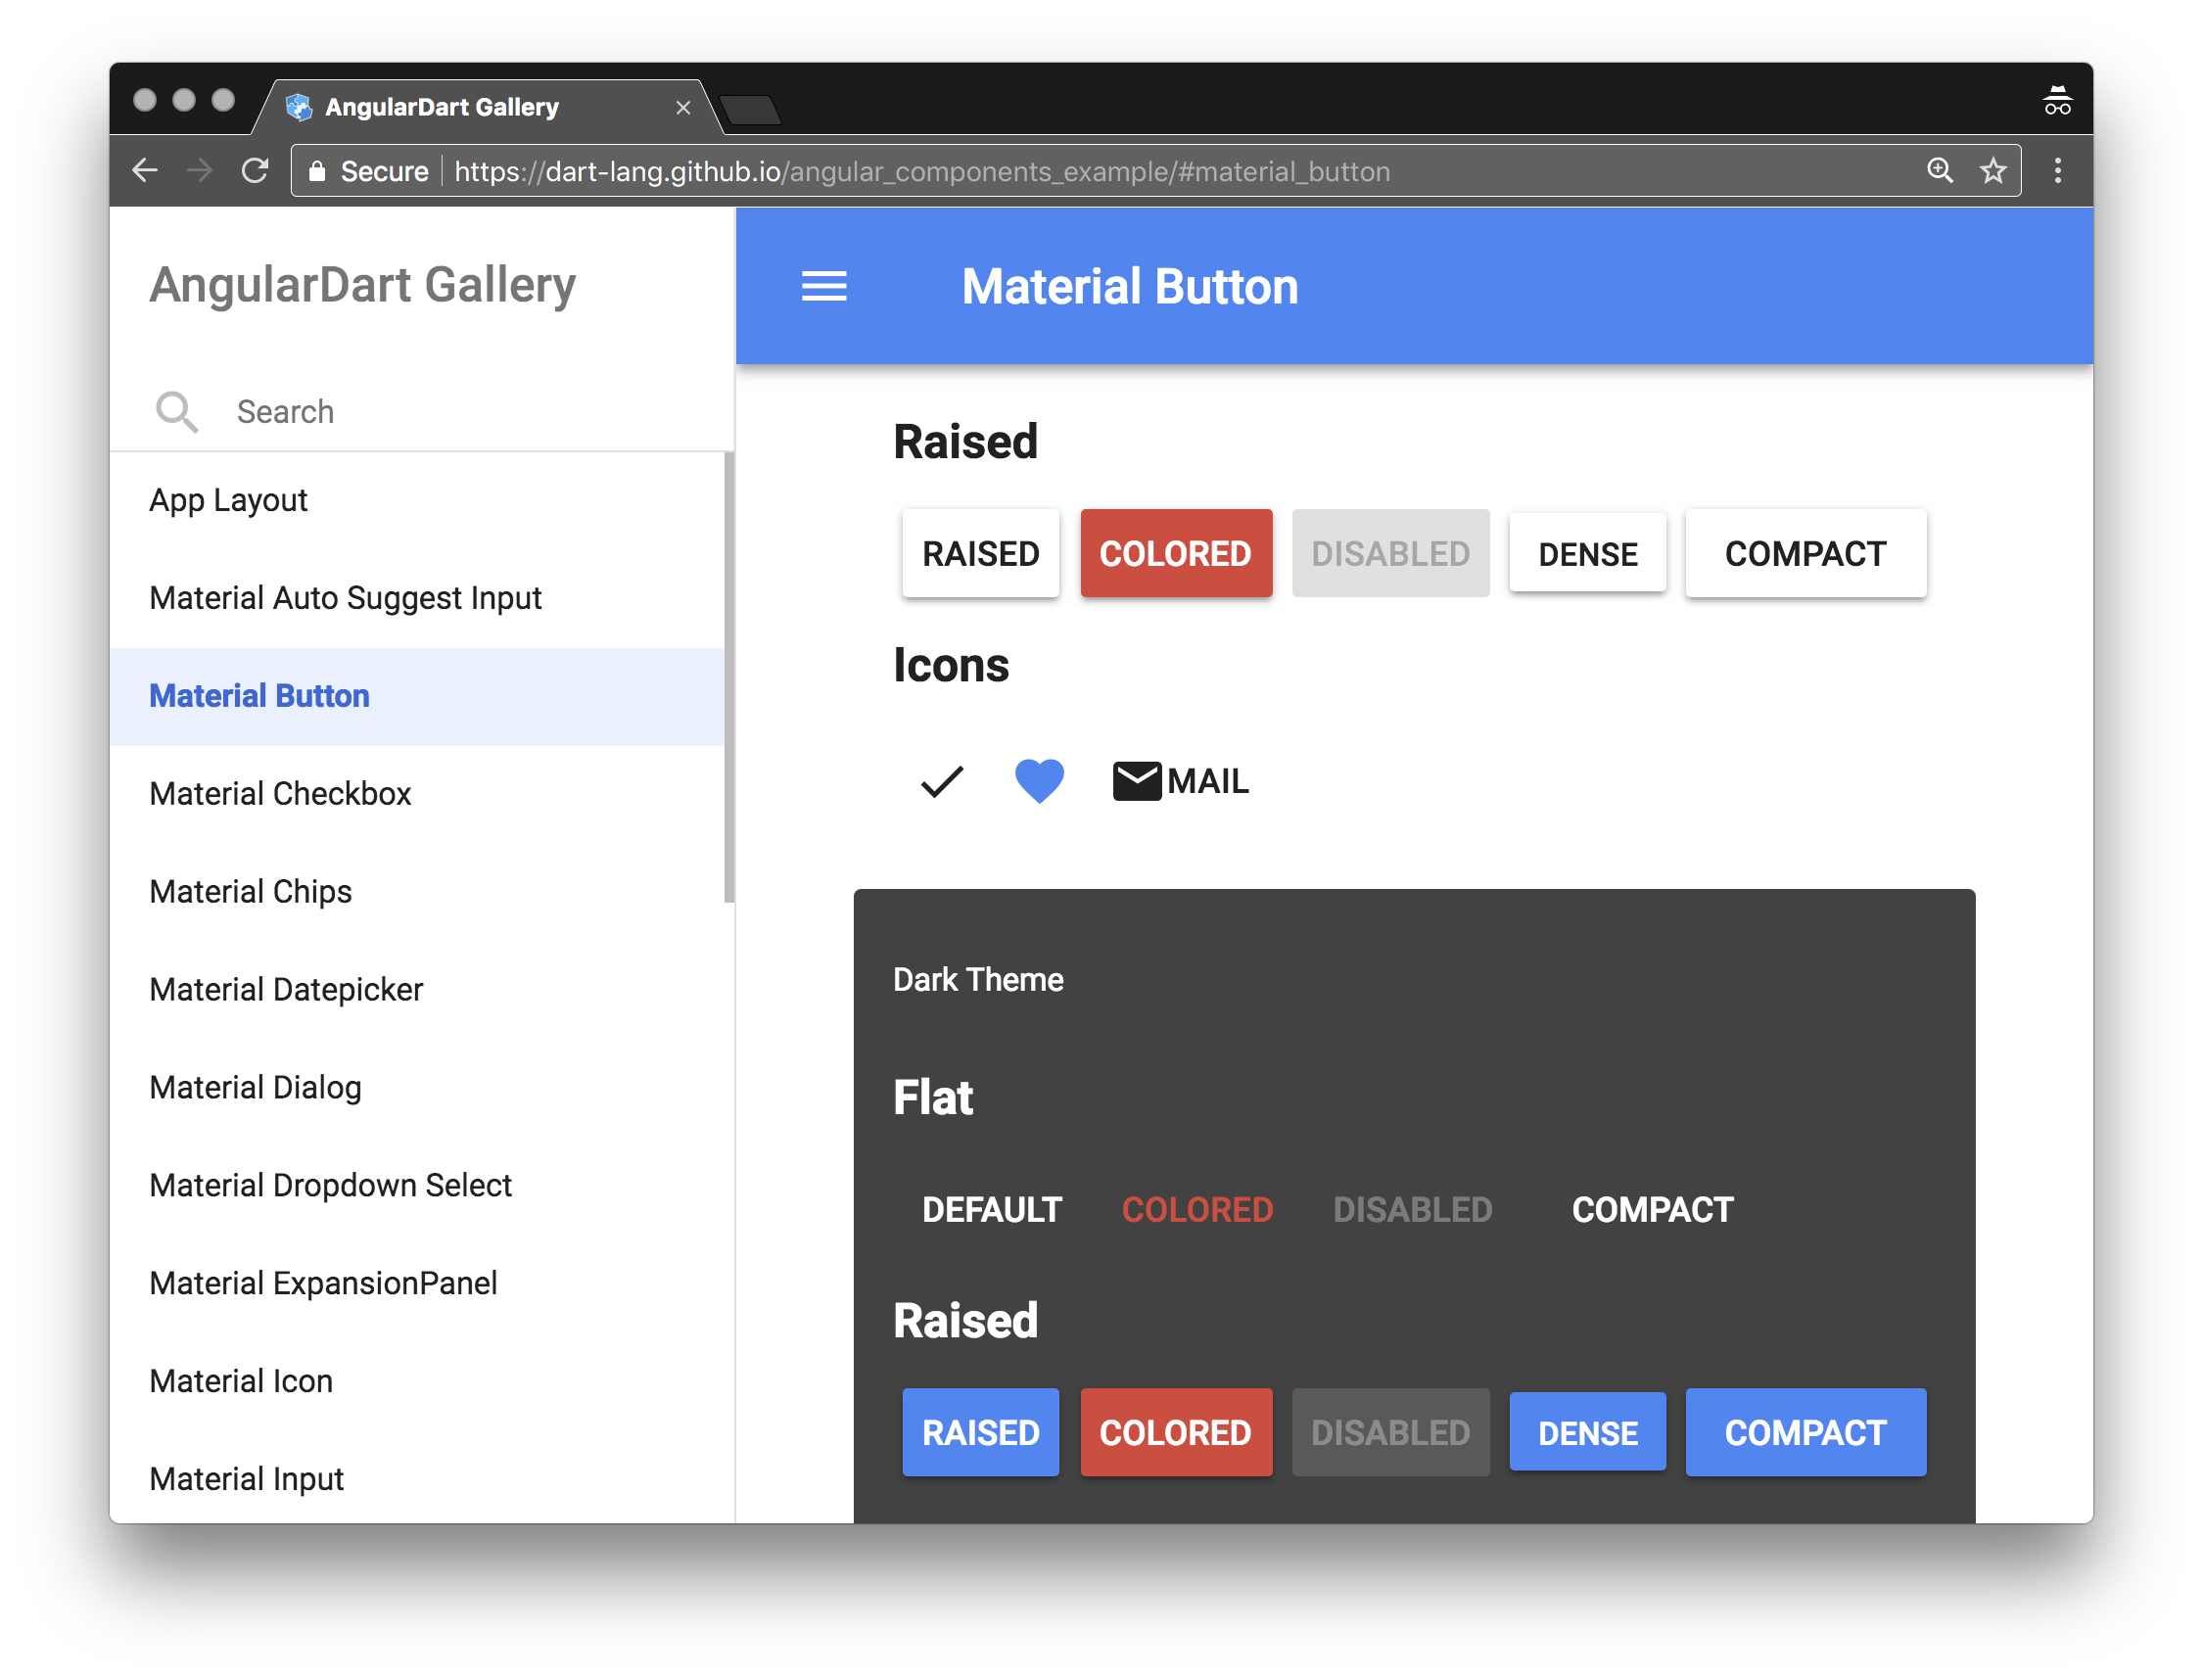 AngularDart Gallery
Secure https://dart-lang.github.io/angular_components_example/#material_button
AngularDart Gallery
Search
App Layout
Material Auto Suggest Input
Material Button
Material Checkbox
Material Chips
Material Datepicker
Material Dialog
Material Dropdown Select
Material ExpansionPanel
Material Icon
Material Input
Material Button
Raised
RAISED COLORED DISABLED DENSE COMPACT
Icons
MAIL
Dark Theme
Flat
DEFAULT COLORED DISABLED COMPACT
Raised
RAISED COLORED DISABLED DENSE COMPACT